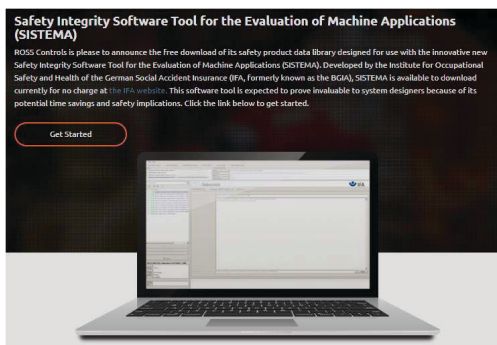 Safety Integrity Software Tool for the Evaluation of Machine Applications
(SISTEMA)
ROSS Controls is please to announce the free download of its safety product data library designed for use with the innovative new
Safety Integrity Software Tool for the Evaluation of Machine Applications (SISTEMA). Developed by the Institute for Occupational
Safety and Health of the German Social Accident Insurance (IFA, formerly known as the BGIA), SISTEMA is available to download
currently for no charge at the IFA website. This software tool is expected to prove invaluable to system designers because of its
potential time savings and safety implications. Click the link below to get started.
Get Started
IFA